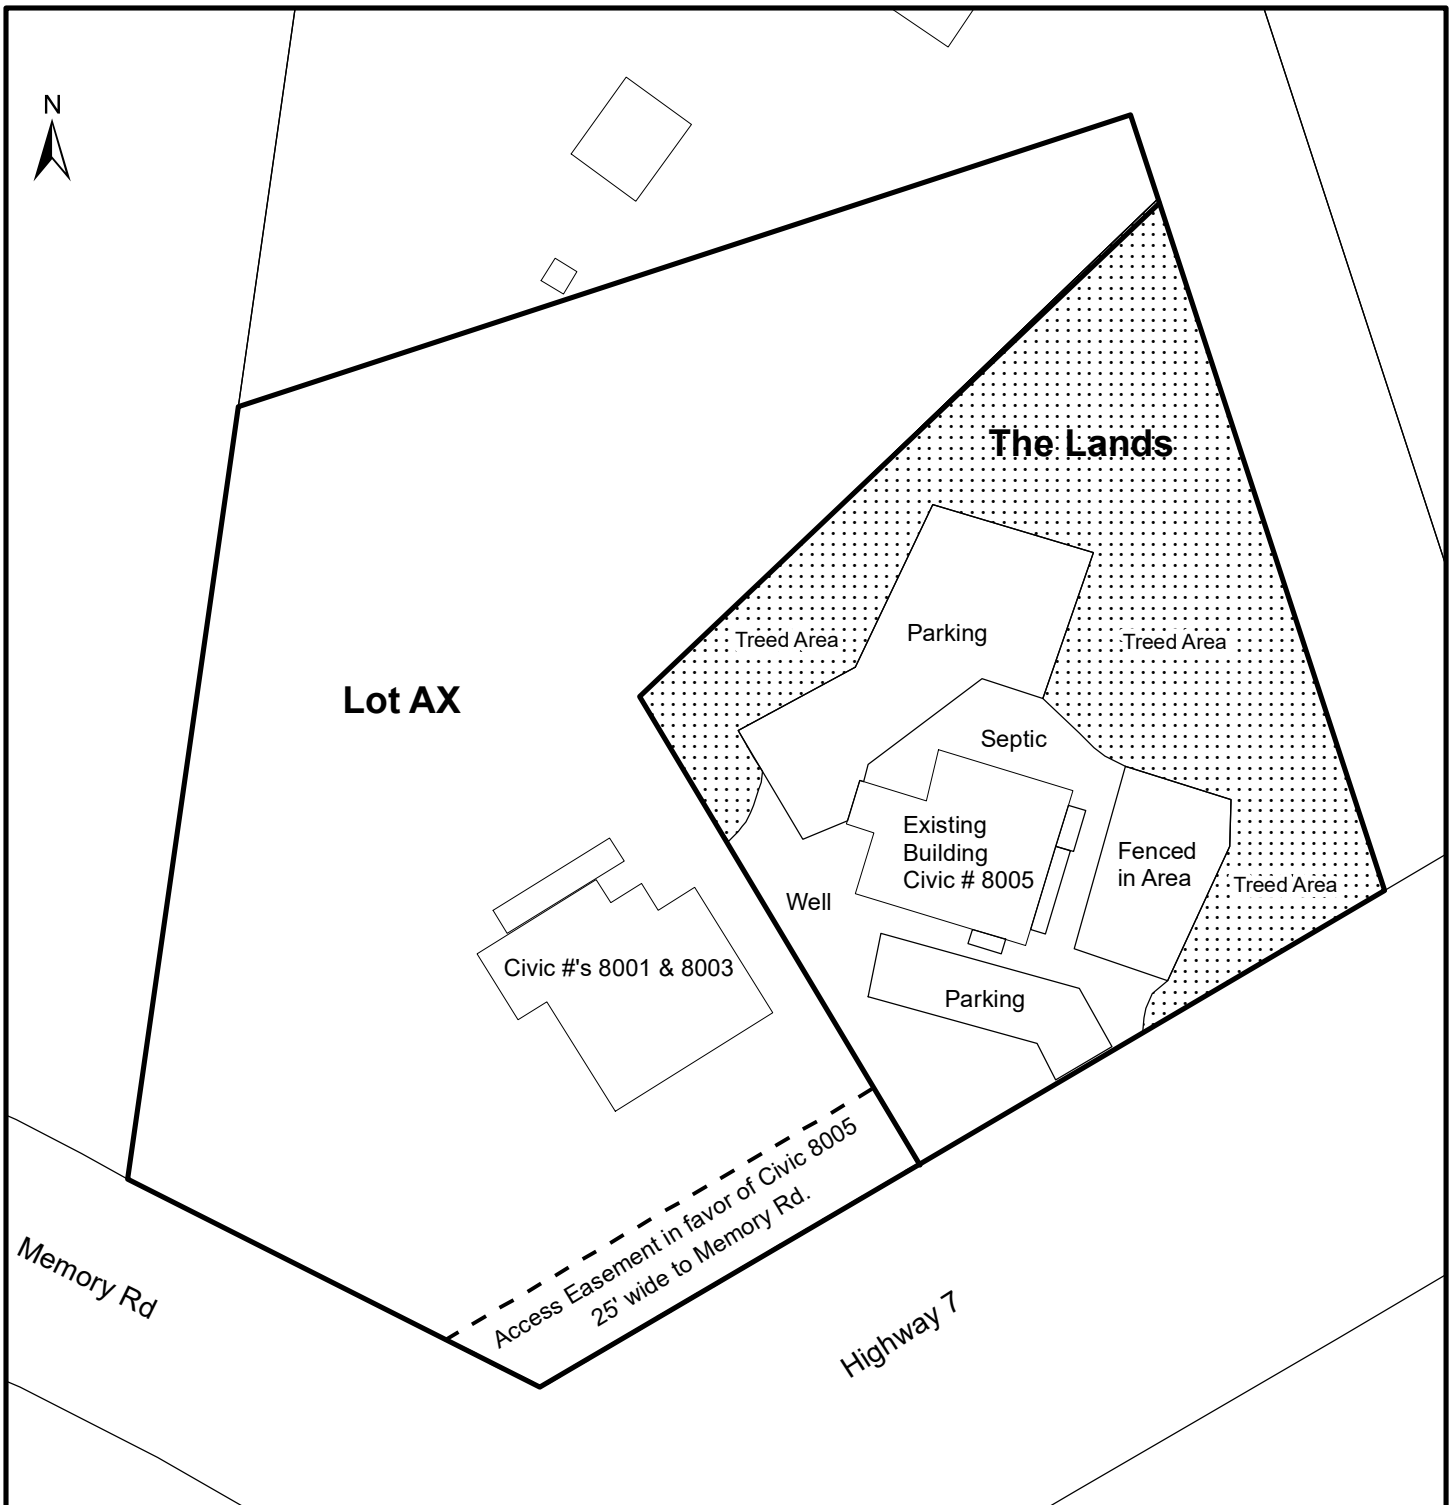 N
The Lands
Treed Area
Parking
Treed Area
Lot AX
Septic
Existing
Building
Civic # 8005
Fenced
in Area
Treed Area
Well
Civic #'s 8001 & 8003
Parking
Access Easement in favor of Civic 8005
25' wide to Memory Rd.
Memory Rd
Highway 7